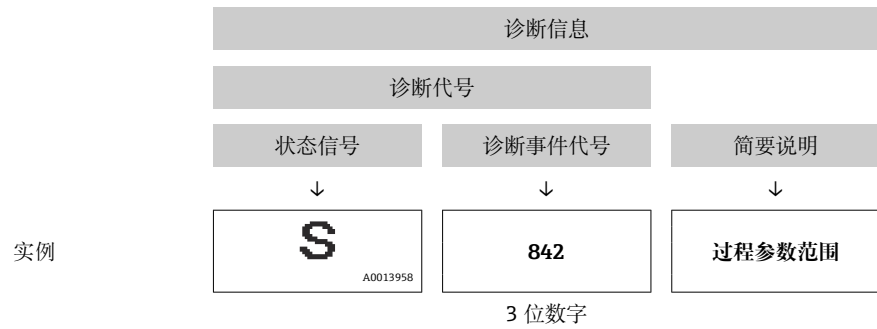 诊断信息
诊断代号
状态信号 诊断事件代号 简要说明
↓ ↓ ↓
实例 S 842 过程参数范围
A0013958
3 位数字